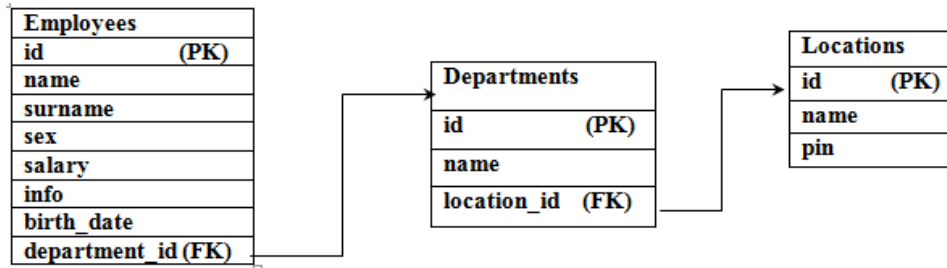 Employees
id (PK)
name
surname
sex
salary
info
birth_date
department_id (FK)
Departments
id (PK)
name
location_id (FK)
Locations
id (PK)
name
pin